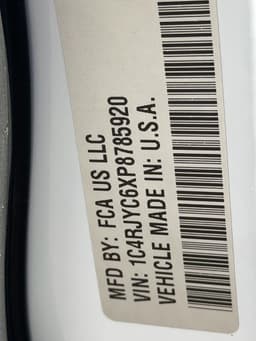 MFD BY: FCA US LLC
VIN: 1C4RJYC6XP8785920
VEHICLE MADE IN: U.S.A.